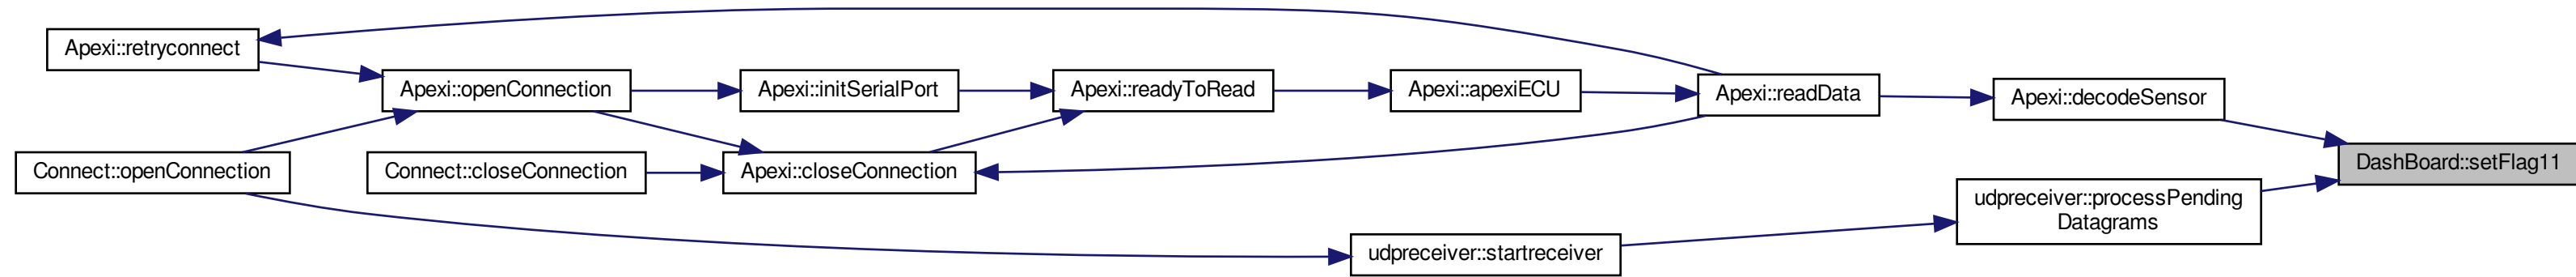 Apexi::retryconnect
Apexi::openConnection
Apexi::initSerialPort
Apexi::readyToRead
Apexi::apexiECU
Apexi::readData
Apexi::decodeSensor
Connect::openConnection
Connect::closeConnection
Apexi::closeConnection
DashBoard::setFlag11
udpreceiver::processPending
Datagrams
udpreceiver::startreceiver